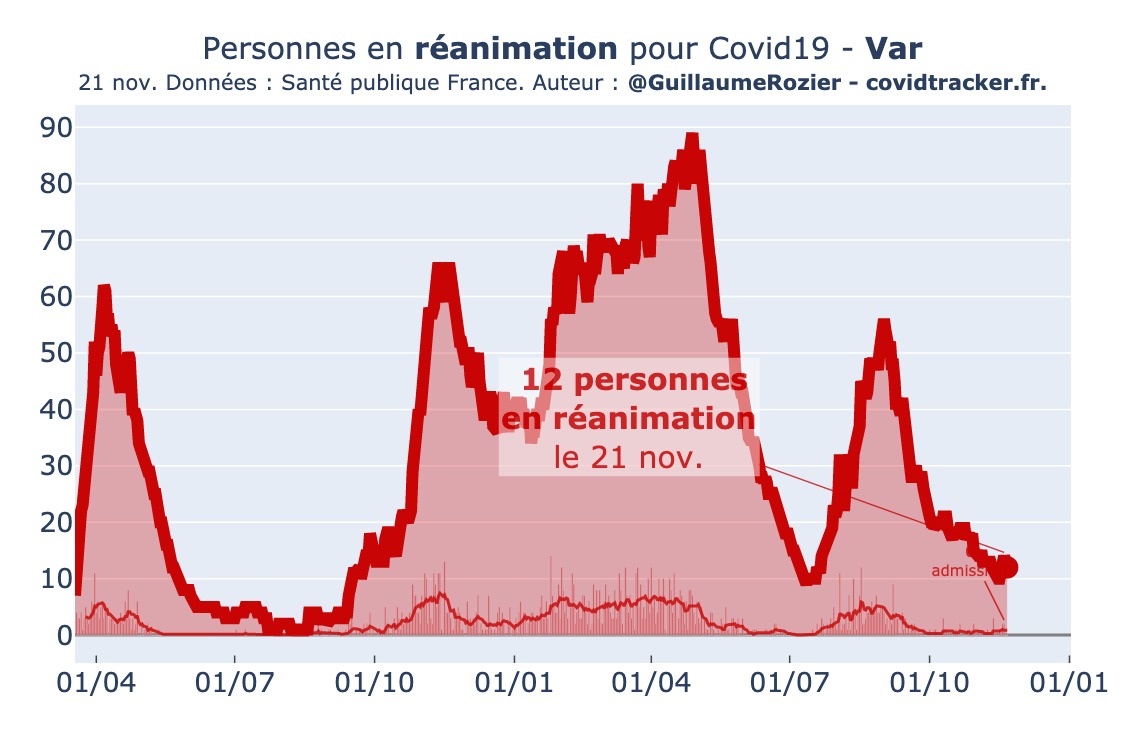 Personnes en réanimation pour Covid19 - Var
21 nov. Données : Santé publique France. Auteur : @GuillaumeRozier - covidtracker.fr.
90
80
70
60
50
40
30
20
10
0
12 personnes
en réanimation
le 21 nov.
01/04 01/07 01/10 01/01 01/04 01/07 01/10 01/01